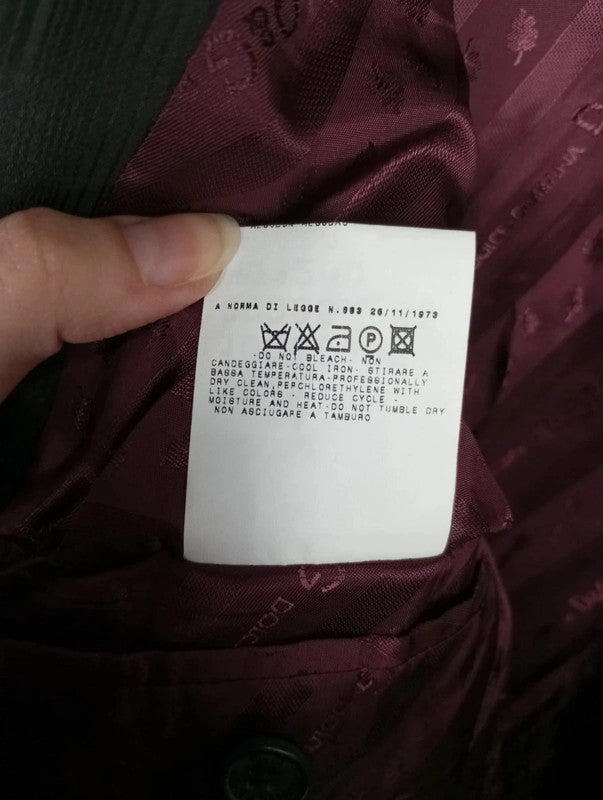 A NORMA DI LEGGE N.883 26/11/1973
P
·DO NOT BLEACH· NON
CANDEGGIARE·COOL IRON· STIRARE A
BASSA TEMPERATURA·PROFESSIONALLY
DRY CLEAN,PERCHLORETHYLENE WITH
LIKE COLORS · REDUCE CYCLE -
MOISTURE AND HEAT·DO NOT TUMBLE DRY
NON ASCIUGARE A TAMBURO